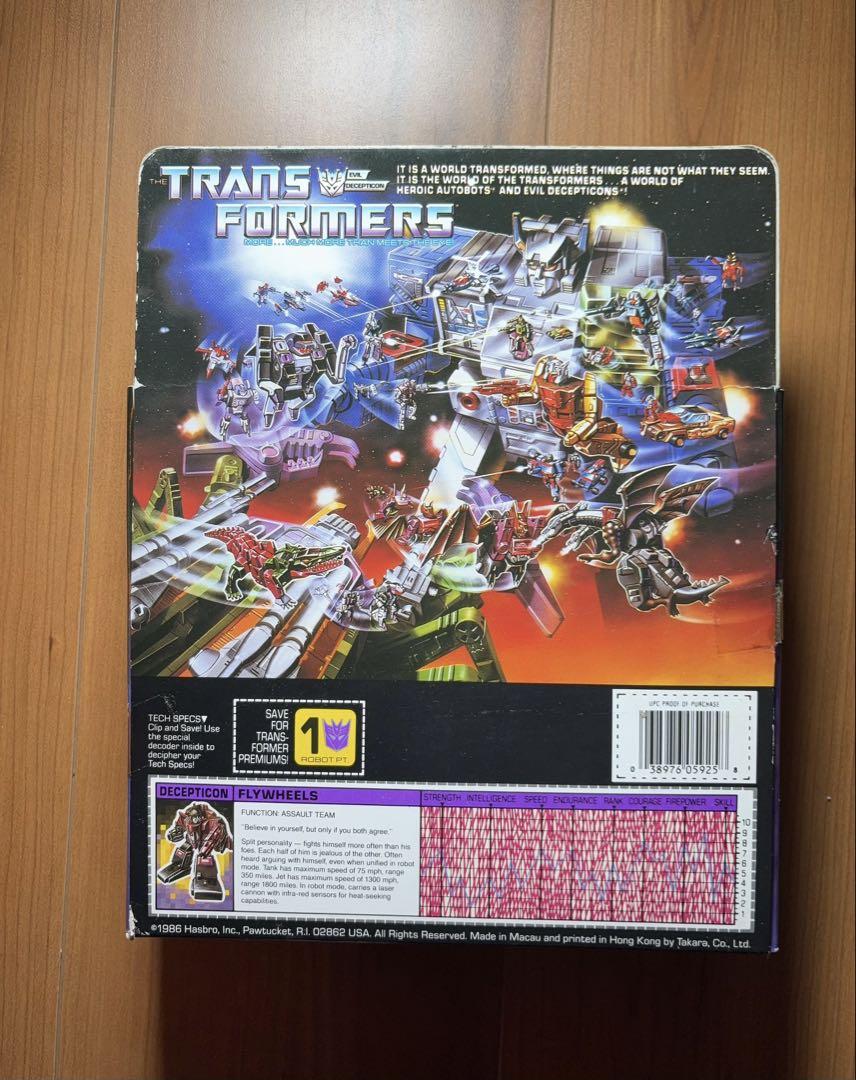 THE TRANSFORMERS
EVIL
DECEPTICON
MORE...MUCH MORE THAN MEETS THE EYE
IT IS A WORLD TRANSFORMED, WHERE THINGS ARE NOT WHAT THEY SEEM.
IT IS THE WORLD OF THE TRANSFORMERS...A WORLD OF
HEROIC AUTOBOTS™ AND EVIL DECEPTICONS™!
TECH SPECS▼
Clip and Save! Use
the special
decoder inside to
decipher your
Tech Specs!
SAVE
FOR
TRANS-
FORMER
PREMIUMS!
1
ROBOT PT.
UPC PROOF OF PURCHASE
0 38976 05925 8
DECEPTICON FLYWHEELS
FUNCTION: ASSAULT TEAM
"Believe in yourself, but only if you both agree."
Split personality — fights himself more often than his
foes. Each half of him is jealous of the other. Often
heard arguing with himself, even when unified in robot
mode. Tank has maximum speed of 75 mph, range
350 miles. Jet has maximum speed of 1300 mph,
range 1800 miles. In robot mode, carries a laser
cannon with infra-red sensors for heat-seeking
capabilities.
STRENGTH INTELLIGENCE SPEED ENDURANCE RANK COURAGE FIREPOWER SKILL
10
9
8
7
6
5
4
3
2
1
©1986 Hasbro, Inc., Pawtucket, R.I. 02862 USA. All Rights Reserved. Made in Macau and printed in Hong Kong by Takara, Co., Ltd.